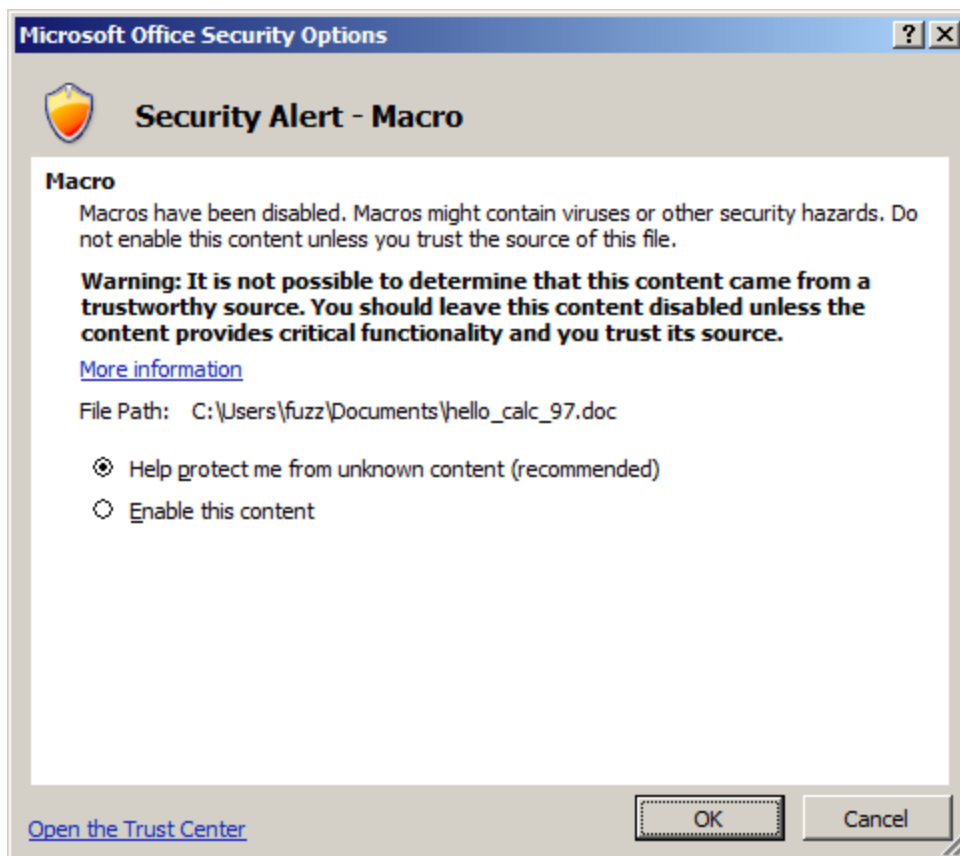 Microsoft Office Security Options
Security Alert - Macro
Macro
Macros have been disabled. Macros might contain viruses or other security hazards. Do
not enable this content unless you trust the source of this file.
Warning: It is not possible to determine that this content came from a
trustworthy source. You should leave this content disabled unless the
content provides critical functionality and you trust its source.
More information
File Path: C:\Users\fuzz\Documents\hello_calc_97.doc
Help protect me from unknown content (recommended)
Enable this content
Open the Trust Center
OK
Cancel